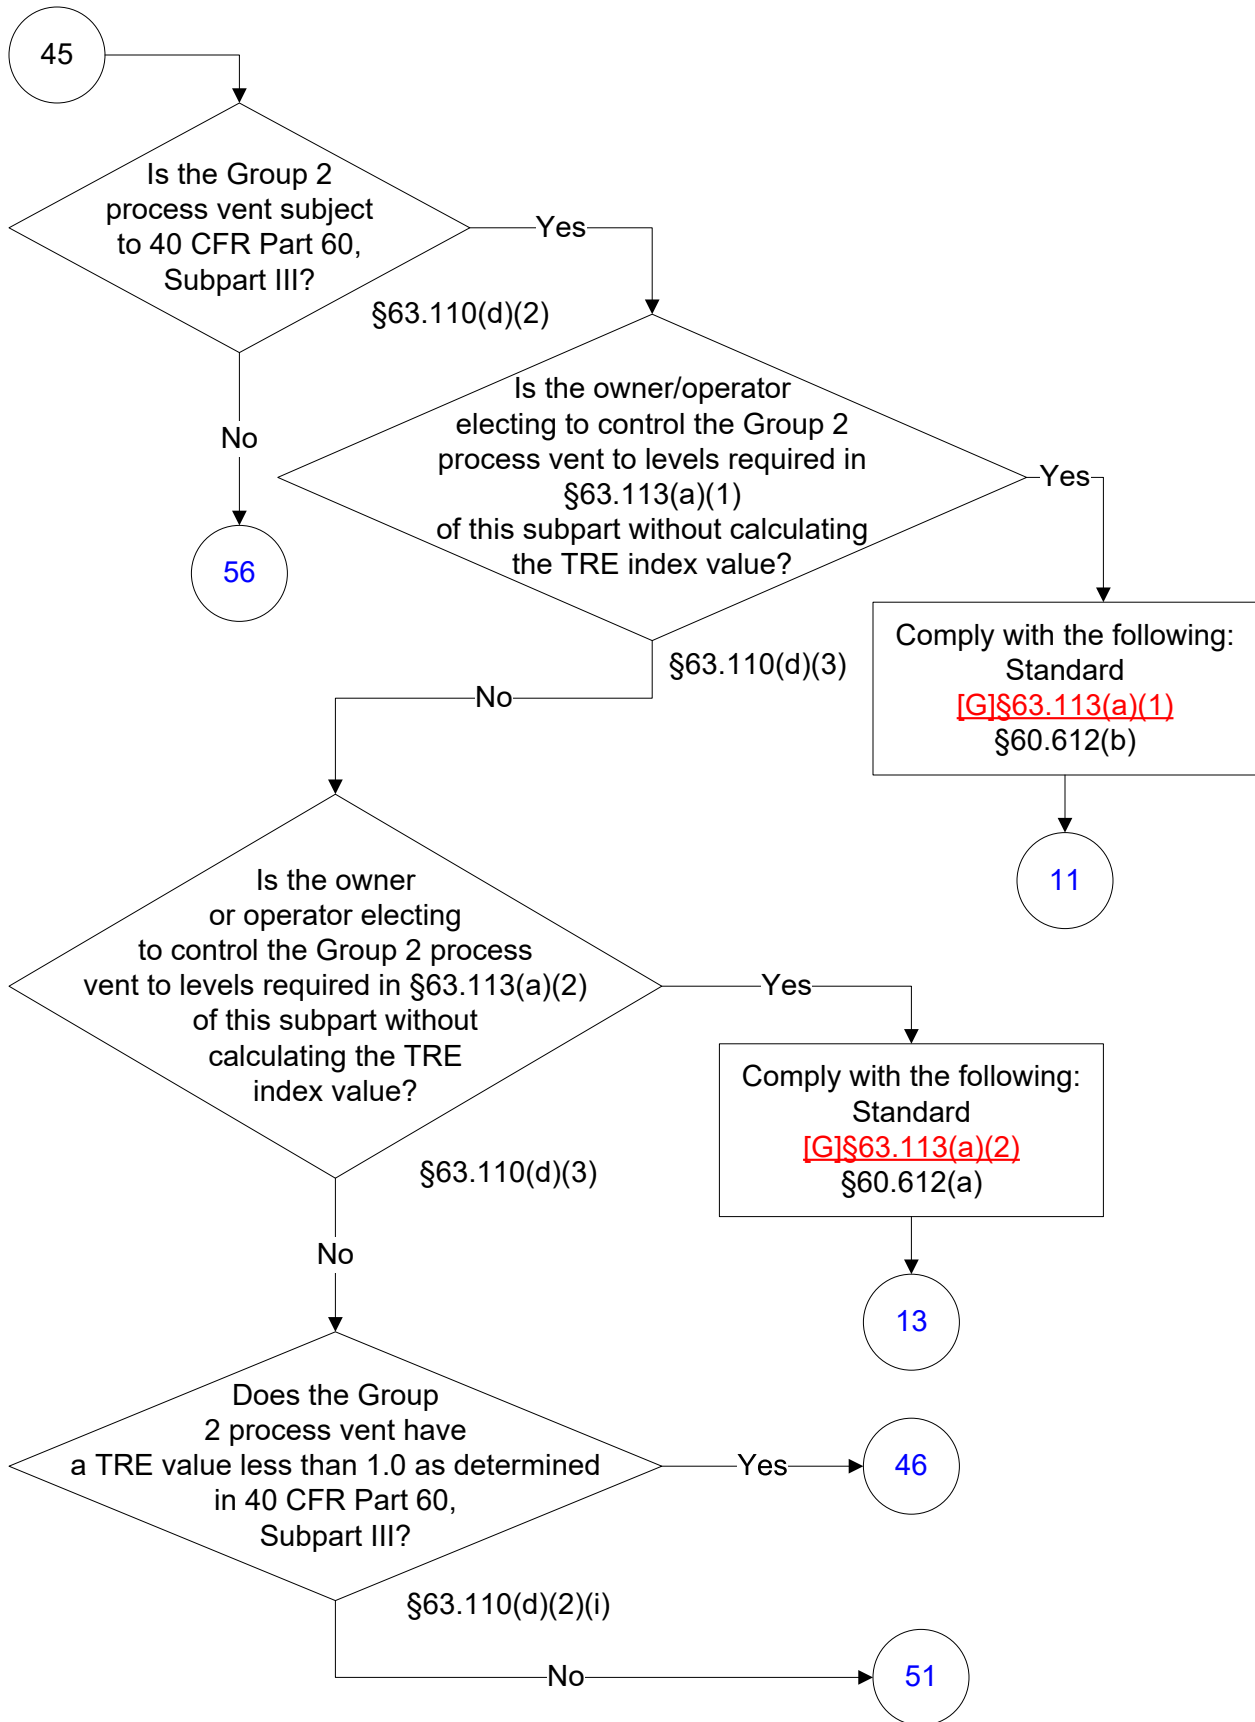 45
Is the Group 2
process vent subject
to 40 CFR Part 60,
Subpart III?
Yes
§63.110(d)(2)
No
56
Is the owner/operator
electing to control the Group 2
process vent to levels required in
§63.113(a)(1)
of this subpart without calculating
the TRE index value?
Yes
§63.110(d)(3)
No
Comply with the following:
Standard
[G]§63.113(a)(1)
§60.612(b)
11
Is the owner
or operator electing
to control the Group 2 process
vent to levels required in §63.113(a)(2)
of this subpart without
calculating the TRE
index value?
Yes
§63.110(d)(3)
No
Comply with the following:
Standard
[G]§63.113(a)(2)
§60.612(a)
13
Does the Group
2 process vent have
a TRE value less than 1.0 as determined
in 40 CFR Part 60,
Subpart III?
Yes
46
§63.110(d)(2)(i)
No
51